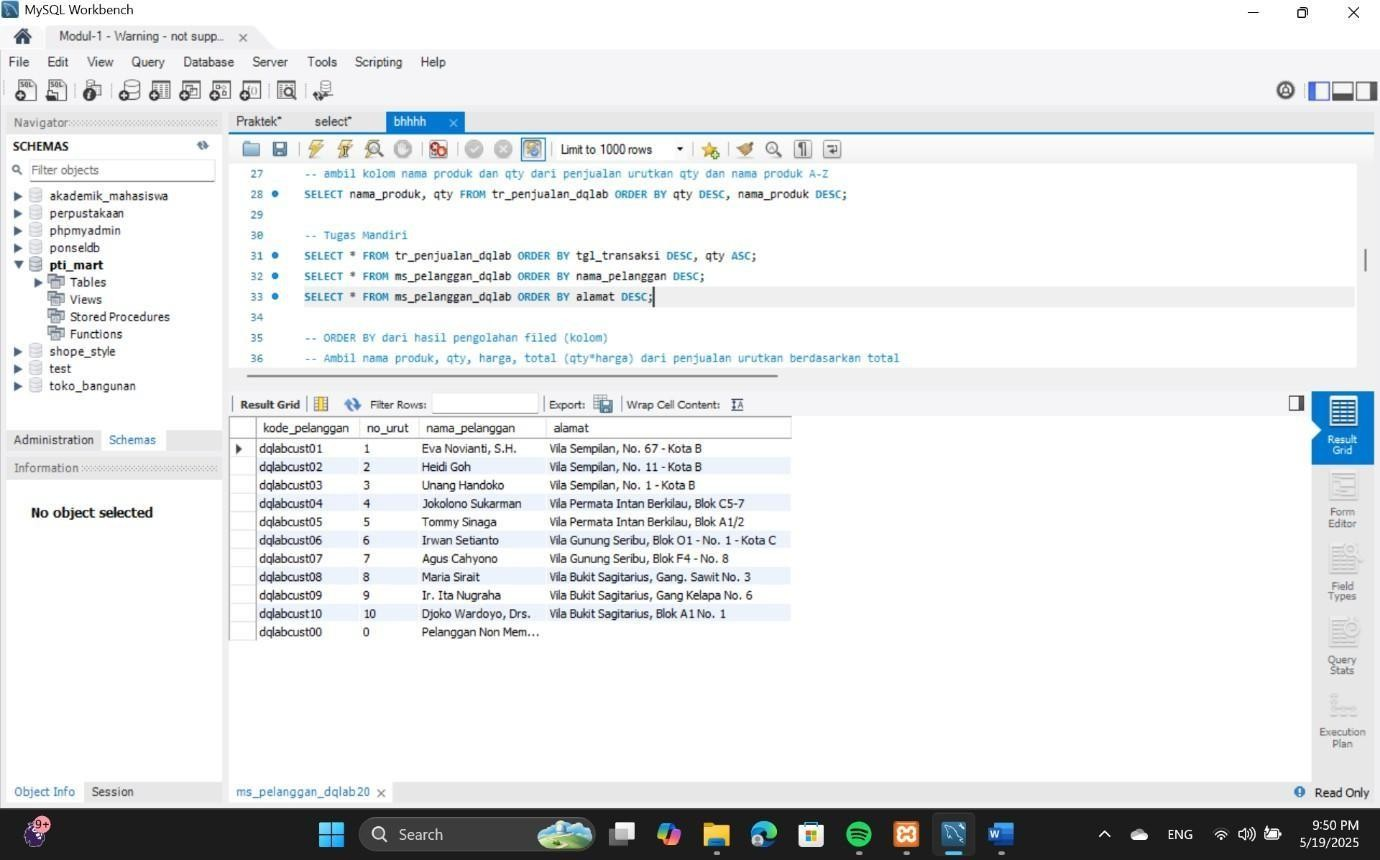 MySQL Workbench
Modul-1 - Warning - not supp...
File Edit View Query Database Server Tools Scripting Help
Navigator
SCHEMAS
Filter objects
akademik_mahasiswa
perpustakaan
phpmyadmin
ponseldb
pti_mart
Tables
Views
Stored Procedures
Functions
shope_style
test
toko_bangunan
Administration Schemas
Information
No object selected
Object Info Session
Praktek* select* bhhhh
Limit to 1000 rows
27 -- ambil kolom nama produk dan qty dari penjualan urutkan qty dan nama produk A-Z
28 SELECT nama_produk, qty FROM tr_penjualan_dqlab ORDER BY qty DESC, nama_produk DESC;
29
30 -- Tugas Mandiri
31 SELECT * FROM tr_penjualan_dqlab ORDER BY tgl_transaksi DESC, qty ASC;
32 SELECT * FROM ms_pelanggan_dqlab ORDER BY nama_pelanggan DESC;
33 SELECT * FROM ms_pelanggan_dqlab ORDER BY alamat DESC;
34
35 -- ORDER BY dari hasil pengolahan filed (kolom)
36 -- Ambil nama produk, qty, harga, total (qty*harga) dari penjualan urutkan berdasarkan total
Result Grid Filter Rows: Export: Wrap Cell Content:
kode_pelanggan no_urut nama_pelanggan alamat
dqlabcust01 1 Eva Novianti, S.H. Vila Sempilan, No. 67 - Kota B
dqlabcust02 2 Heidi Goh Vila Sempilan, No. 11 - Kota B
dqlabcust03 3 Unang Handoko Vila Sempilan, No. 1 - Kota B
dqlabcust04 4 Jokolono Sukarman Vila Permata Intan Berkilau, Blok C5-7
dqlabcust05 5 Tommy Sinaga Vila Permata Intan Berkilau, Blok A1/2
dqlabcust06 6 Irwan Setianto Vila Gunung Seribu, Blok O1 - No. 1 - Kota C
dqlabcust07 7 Agus Cahyono Vila Gunung Seribu, Blok F4 - No. 8
dqlabcust08 8 Maria Sirait Vila Bukit Sagitarius, Gang. Sawit No. 3
dqlabcust09 9 Ir. Ita Nugraha Vila Bukit Sagitarius, Gang Kelapa No. 6
dqlabcust10 10 Djoko Wardoyo, Drs. Vila Bukit Sagitarius, Blok A1 No. 1
dqlabcust00 0 Pelanggan Non Mem...
Result
Grid
Form
Editor
Field
Types
Query
Stats
Execution
Plan
ms_pelanggan_dqlab20
Read Only
9+
Search
ENG
9:50 PM
5/19/2025